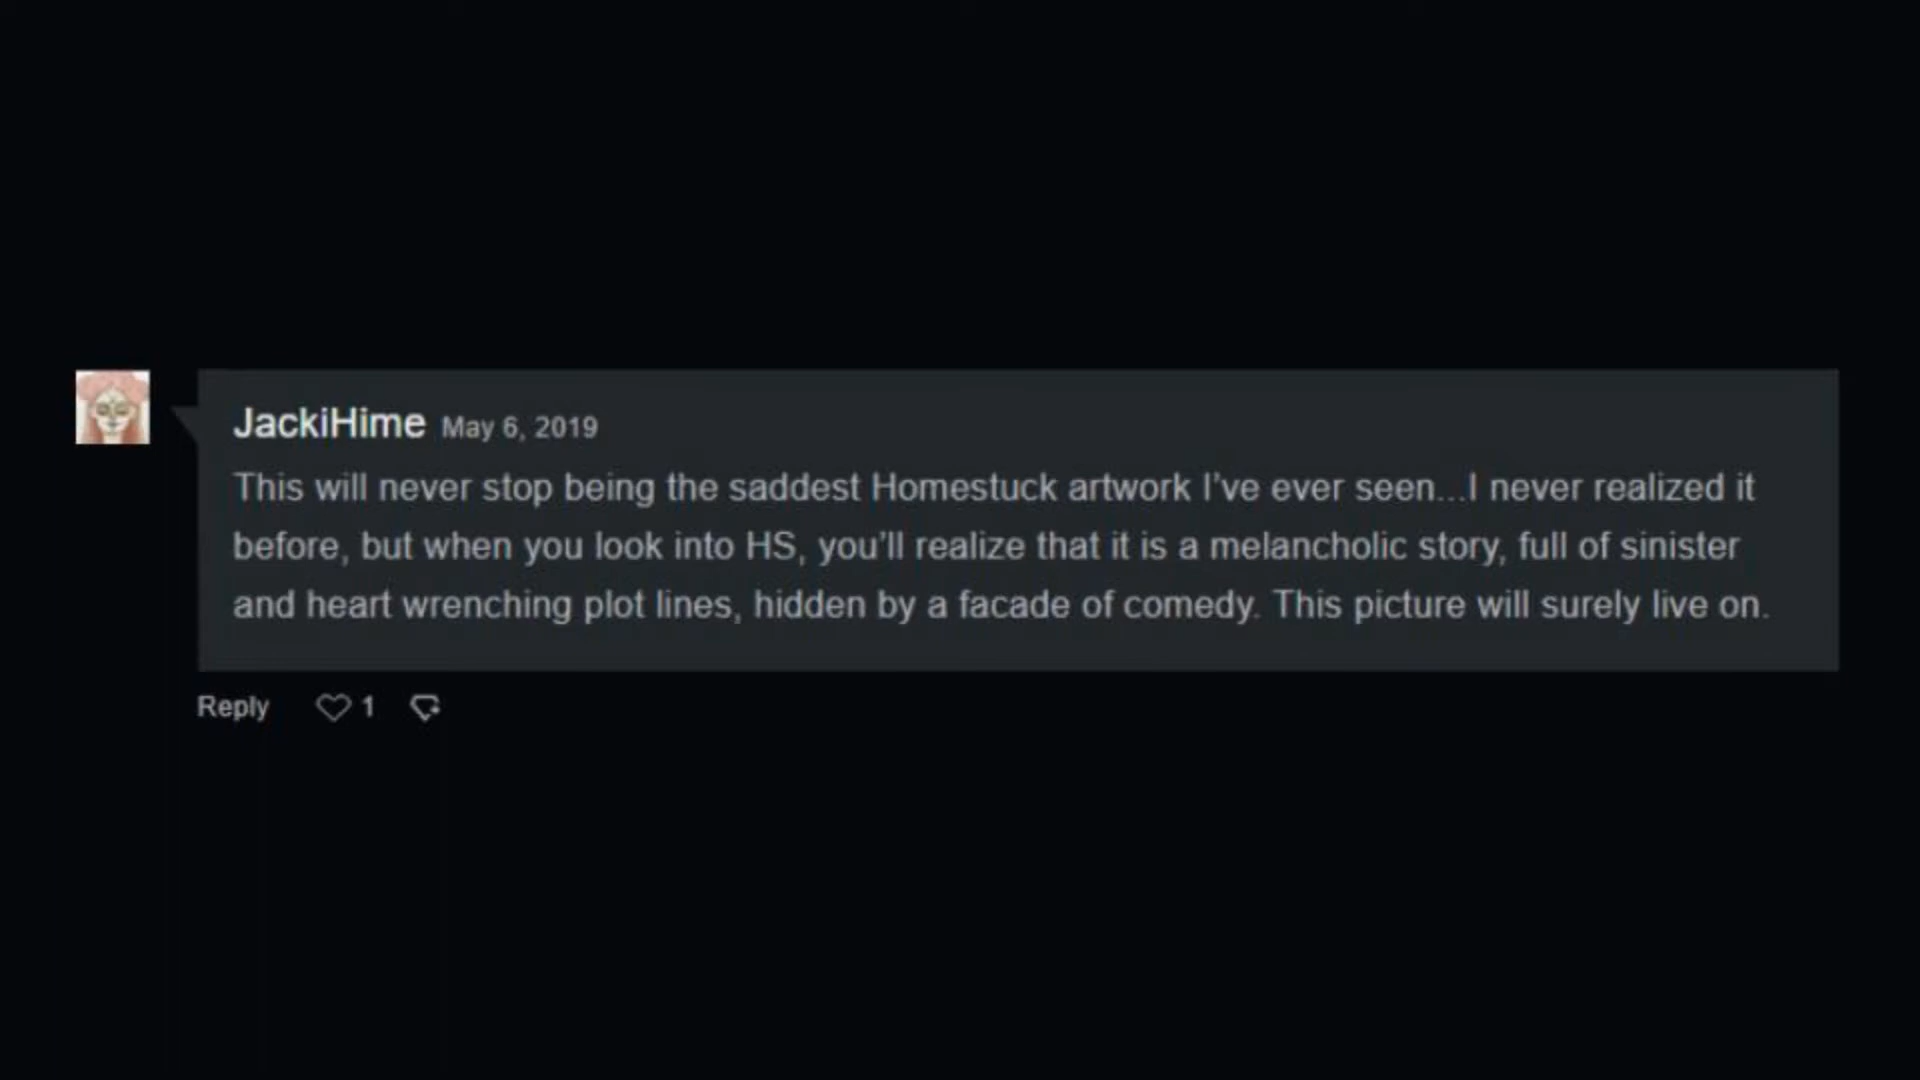 JackiHime May 6, 2019
This will never stop being the saddest Homestuck artwork I've ever seen...I never realized it
before, but when you look into HS, you'll realize that it is a melancholic story, full of sinister
and heart wrenching plot lines, hidden by a facade of comedy. This picture will surely live on.
Reply 1